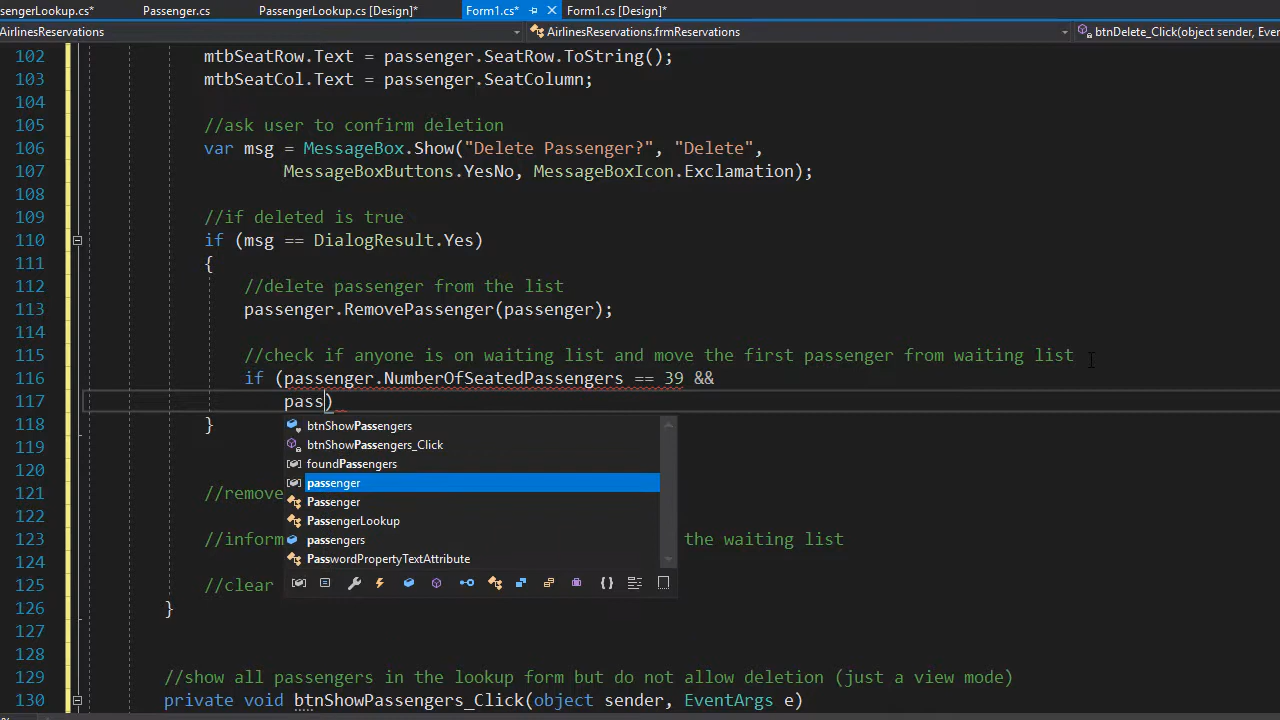 sengerLookup.cs* Passenger.cs PassengerLookup.cs [Design]* Form1.cs* Form1.cs [Design]*
AirlinesReservations AirlinesReservations.frmReservations btnDelete_Click(object sender, Even
102 mtbSeatRow.Text = passenger.SeatRow.ToString();
103 mtbSeatCol.Text = passenger.SeatColumn;
104
105 //ask user to confirm deletion
106 var msg = MessageBox.Show("Delete Passenger?", "Delete",
107 MessageBoxButtons.YesNo, MessageBoxIcon.Exclamation);
108
109 //if deleted is true
110 if (msg == DialogResult.Yes)
111 {
112 //delete passenger from the list
113 passenger.RemovePassenger(passenger);
114
115 //check if anyone is on waiting list and move the first passenger from waiting list
116 if (passenger.NumberOfSeatedPassengers == 39 &&
117 pass)
118 }
btnShowPassengers
119 btnShowPassengers_Click
120 foundPassengers
passenger
121 //remove
Passenger
122 PassengerLookup
123 //inform the waiting list
passengers
124 PasswordPropertyTextAttribute
125 //clear
126 }
127
128
129 //show all passengers in the lookup form but do not allow deletion (just a view mode)
130 private void btnShowPassengers_Click(object sender, EventArgs e)
%